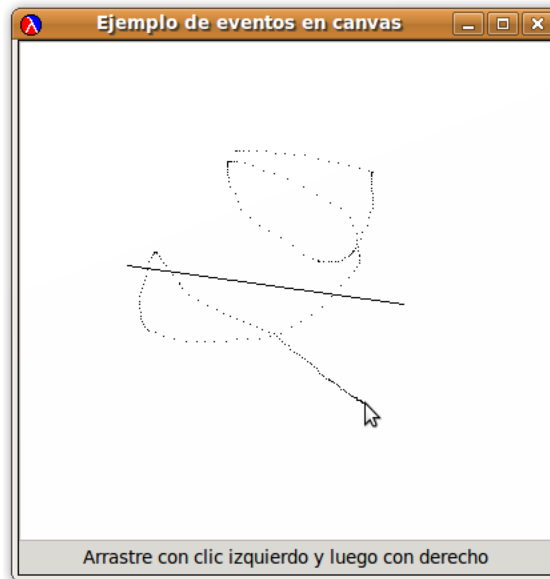 Ejemplo de eventos en canvas
Arrastre con clic izquierdo y luego con derecho